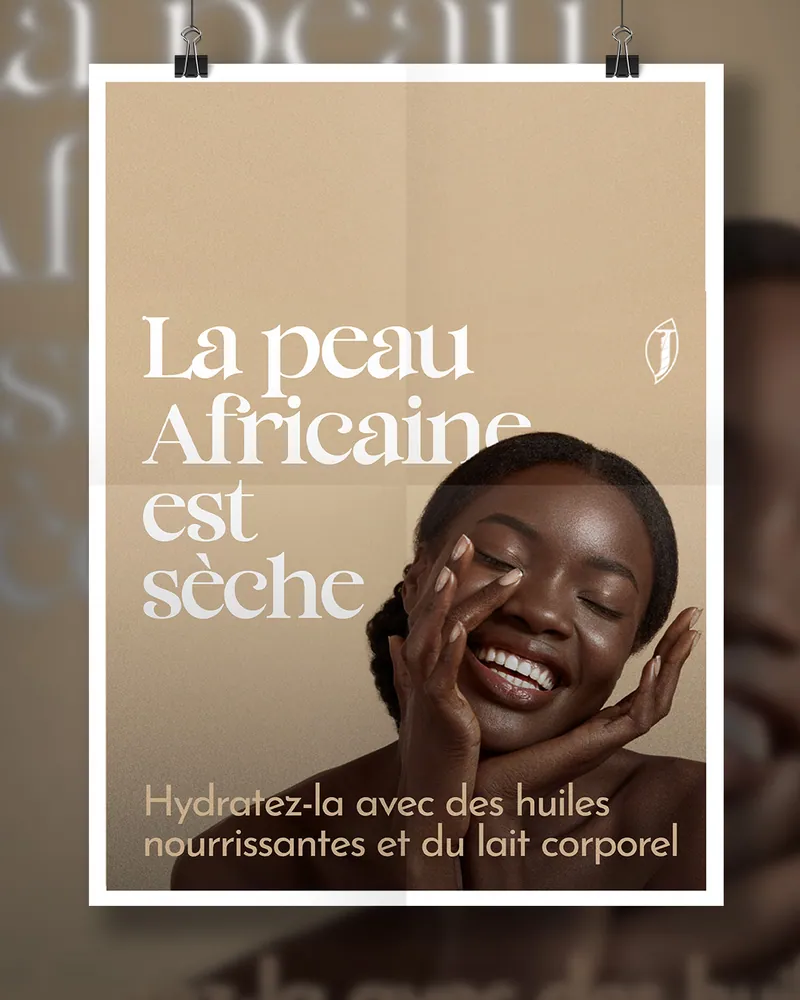 La peau
Africaine
est
sèche
J
Hydratez-la avec des huiles
nourrissantes et du lait corporel